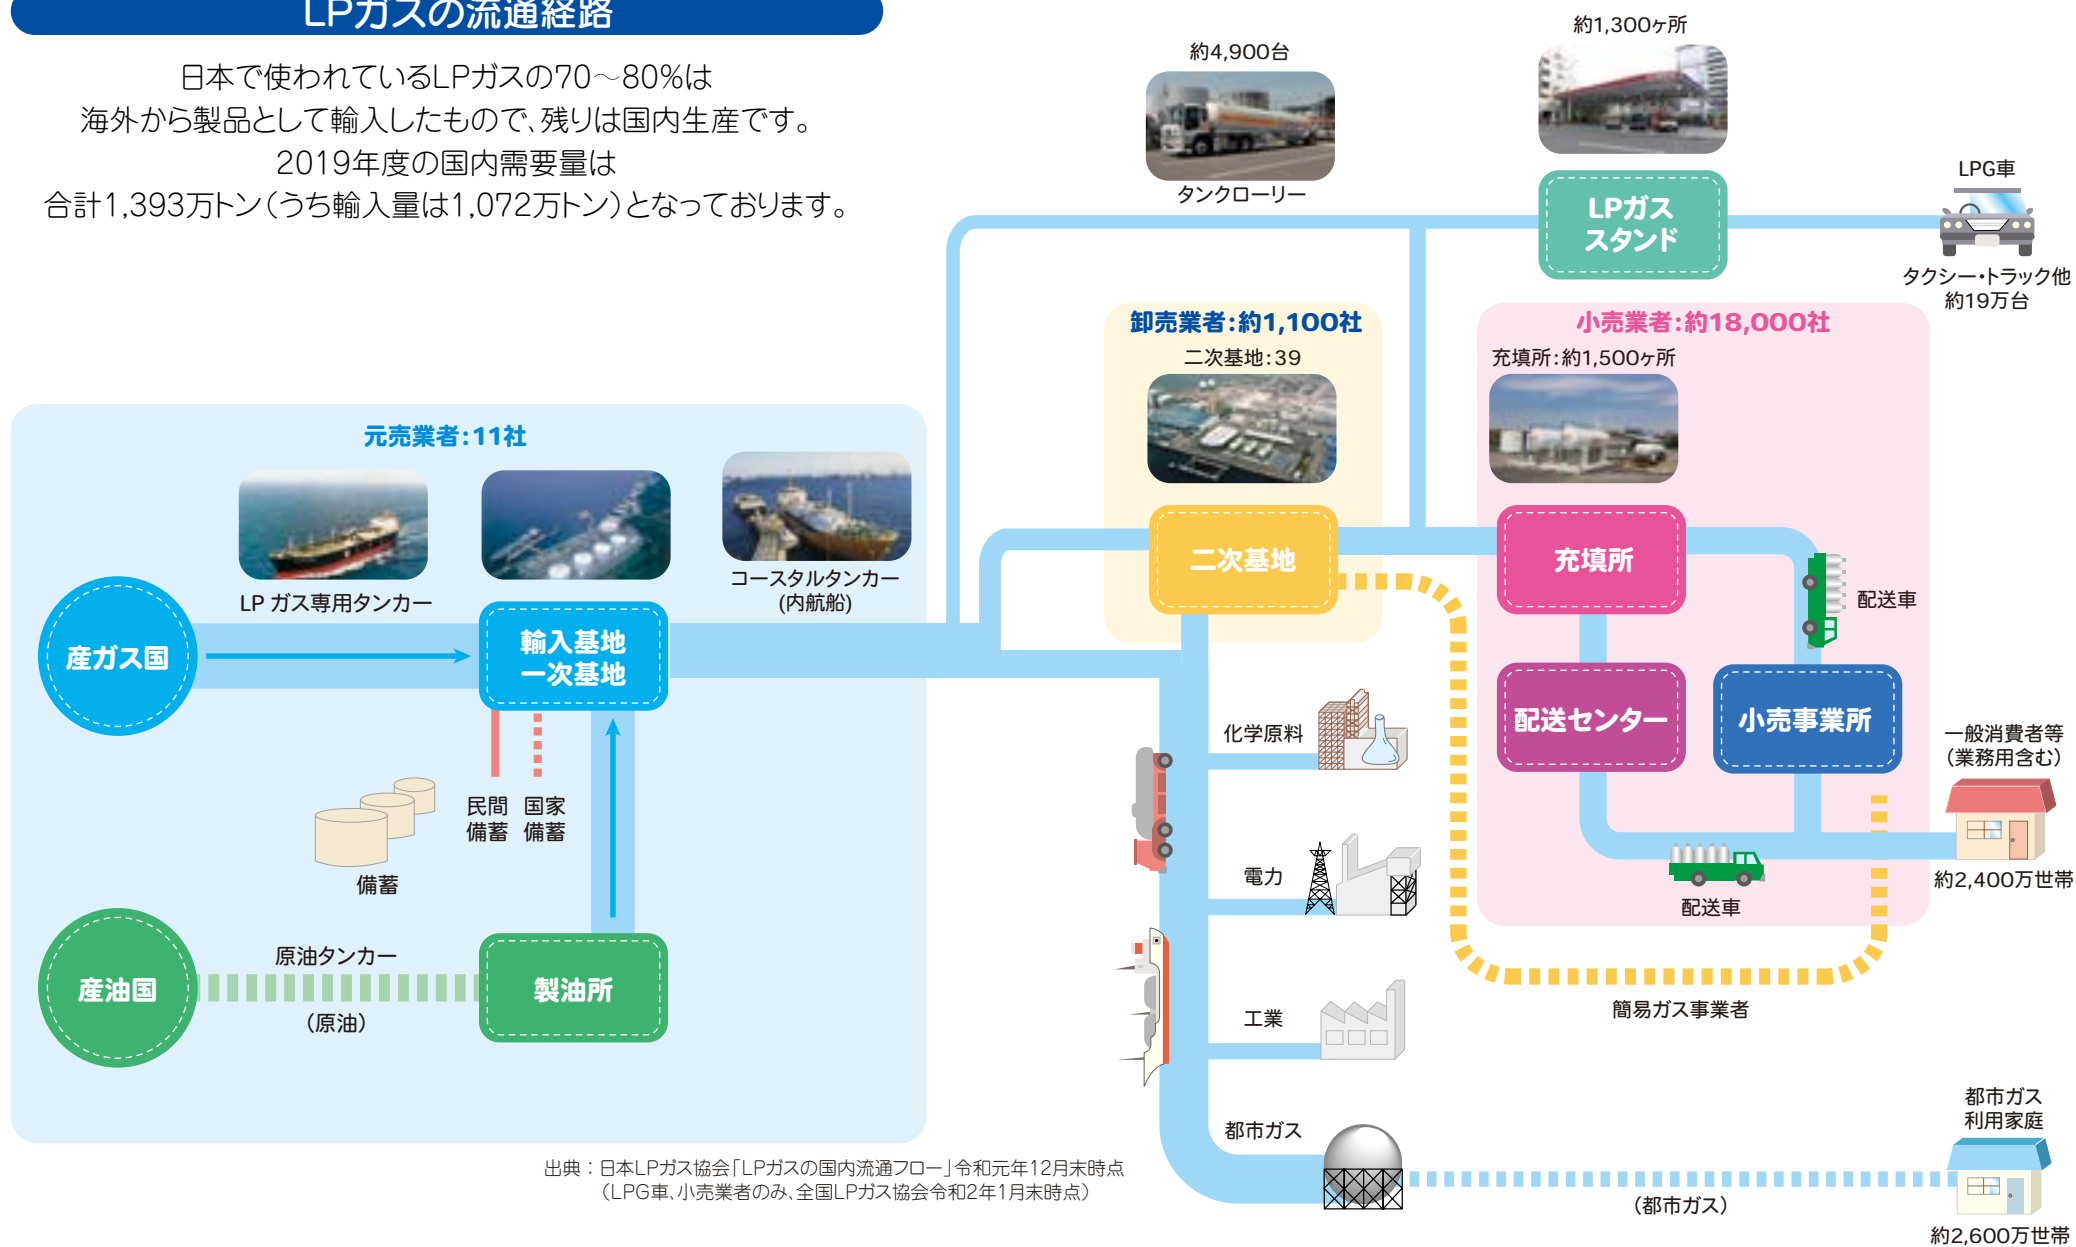 LPガスの流通経路
日本で使われているLPガスの70～80%は
海外から製品として輸入したもので、残りは国内生産です。
2019年度の国内需要量は
合計1,393万トン（うち輸入量は1,072万トン）となっております。
約4,900台
タンクローリー
約1,300ヶ所
LPガス
スタンド
LPG車
タクシー・トラック他
約19万台
卸売業者：約1,100社
二次基地：39
二次基地
小売業者：約18,000社
充填所：約1,500ヶ所
充填所
配送車
配送センター
小売事業所
配送車
一般消費者等
（業務用含む）
約2,400万世帯
簡易ガス事業者
元売業者：11社
LP ガス専用タンカー
コースタルタンカー
(内航船)
産ガス国
輸入基地
一次基地
民間
備蓄
国家
備蓄
備蓄
産油国
原油タンカー
（原油）
製油所
化学原料
電力
工業
都市ガス
（都市ガス）
都市ガス
利用家庭
約2,600万世帯
出典：日本LPガス協会「LPガスの国内流通フロー」令和元年12月末時点
（LPG車、小売業者のみ、全国LPガス協会令和2年1月末時点）